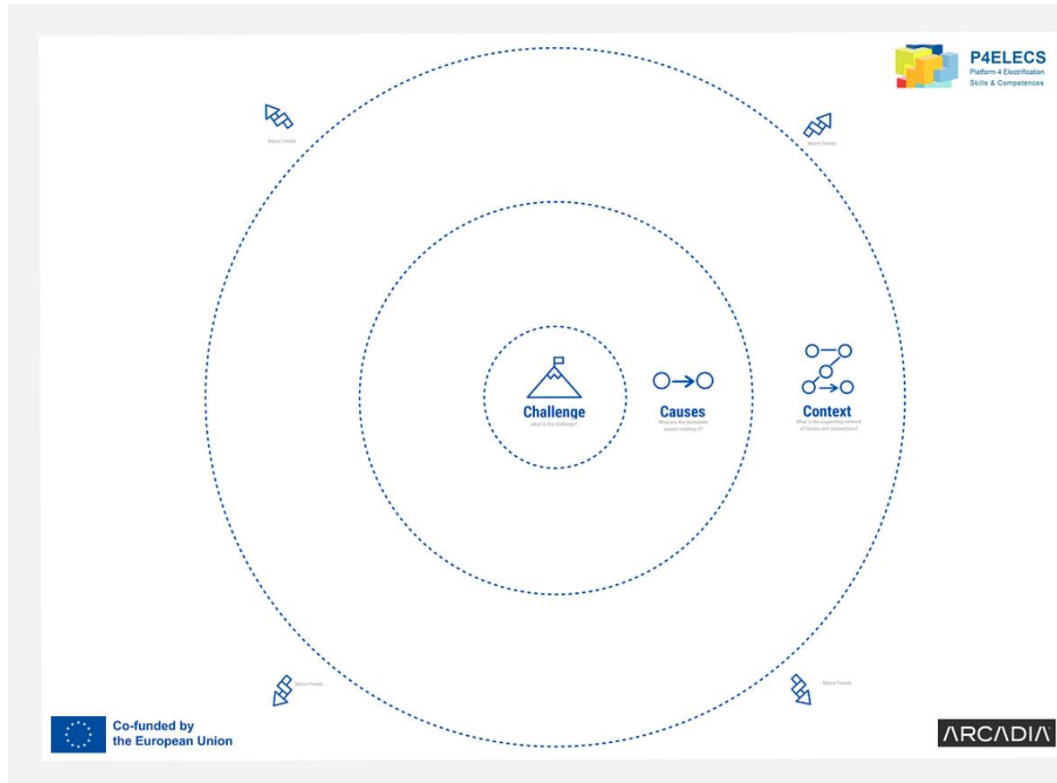 P4ELECS
Platform 4 Electrification
Skills & Competences
Macro Trends
Macro Trends
Challenge
what is the challenge?
Causes
What are the immediate
causes creating it?
Context
What is the supporting network
of factors and connections?
Macro Trends
Macro Trends
Co-funded by
the European Union
ARCADIA